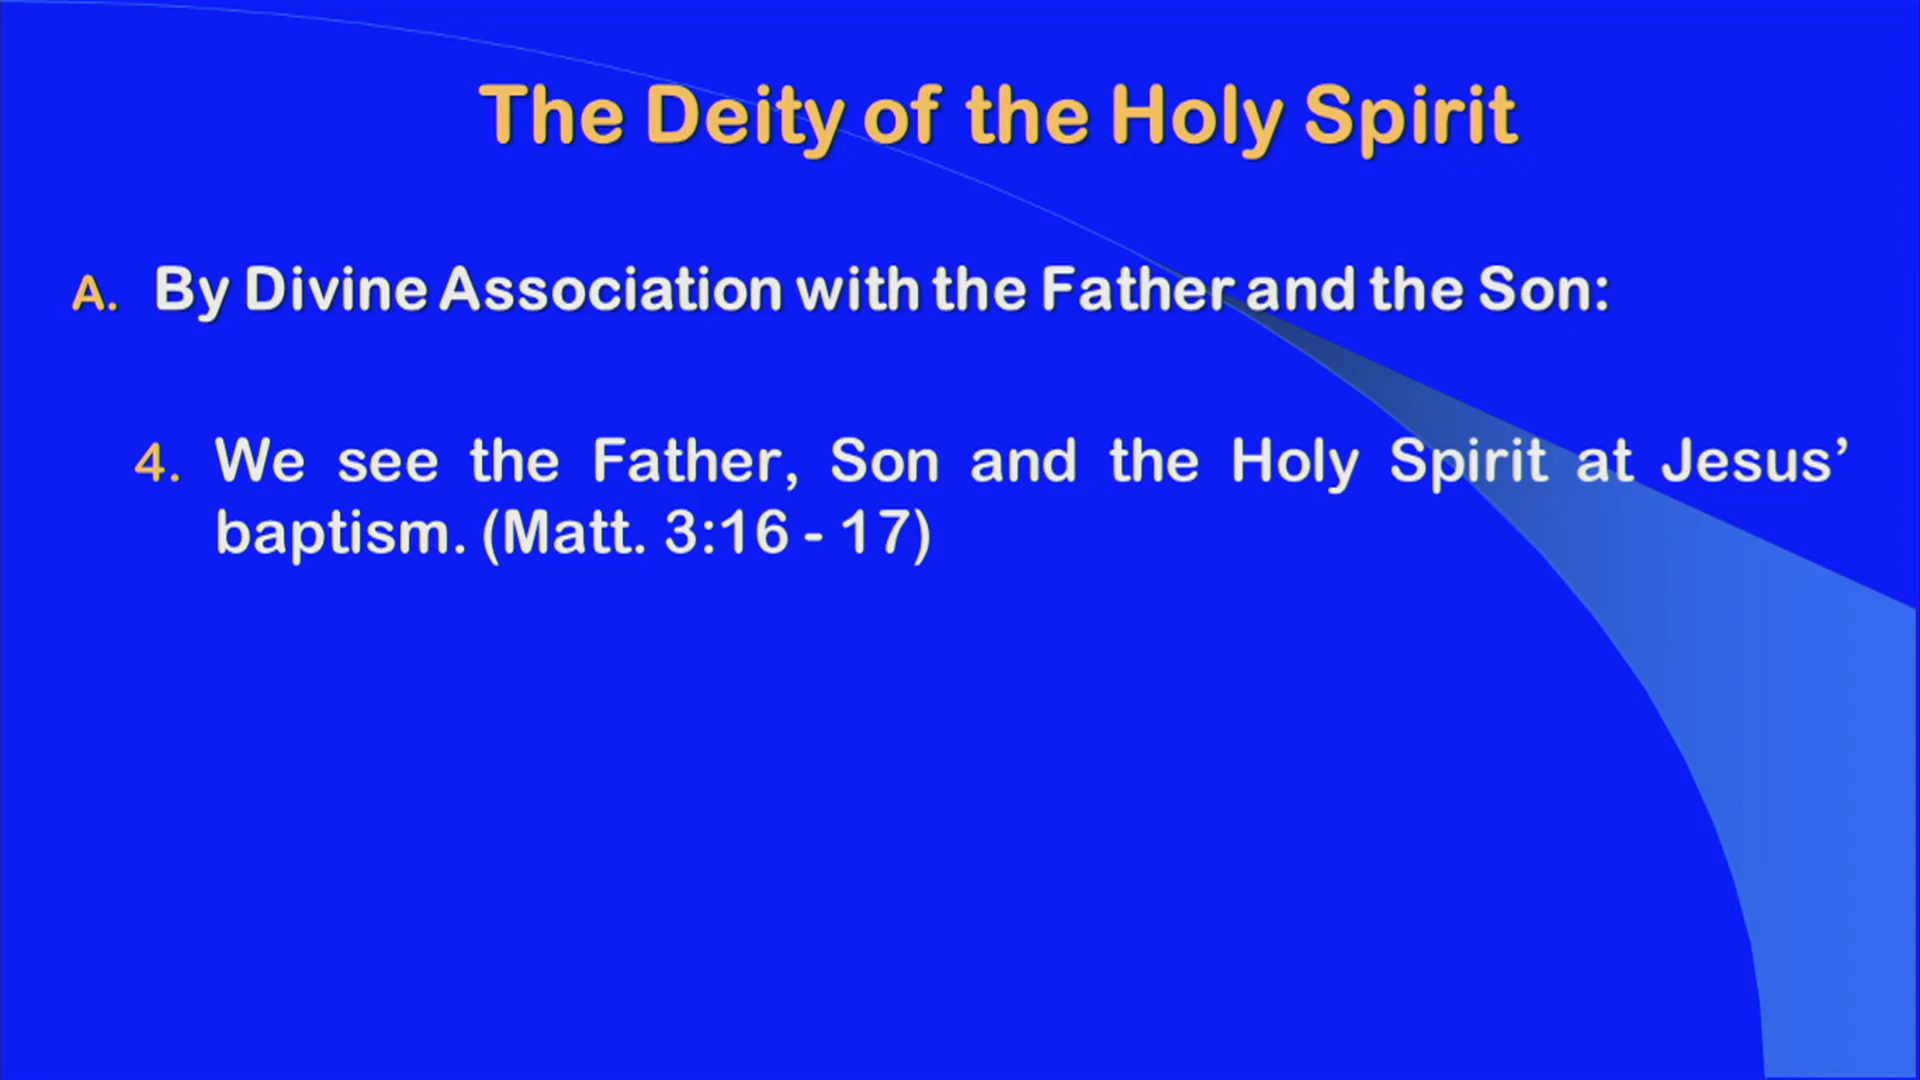 The Deity of the Holy Spirit
A. By Divine Association with the Father and the Son:
4. We see the Father, Son and the Holy Spirit at Jesus’
baptism. (Matt. 3:16 - 17)